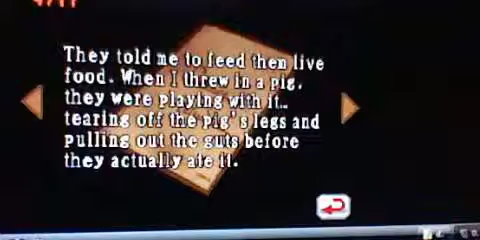 They told me to feed then live
food. When I threw in a pig,
they were playing with it…
tearing off the pig's legs and
pulling out the guts before
they actually ate it.